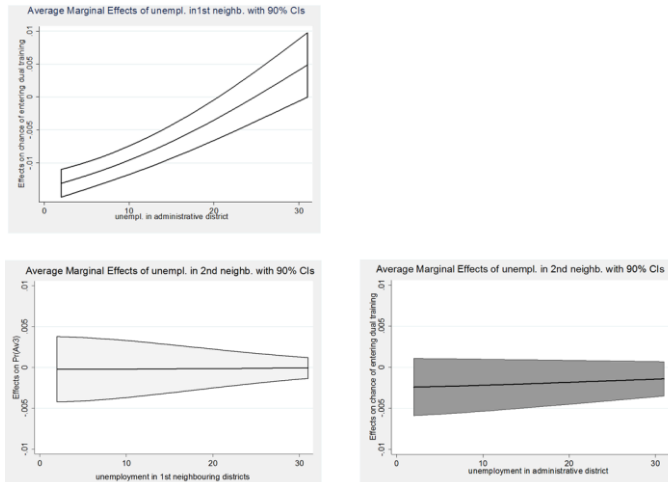 Average Marginal Effects of unempl. in1st neighb. with 90% CIs
Effects on chance of entering dual training
.01
.005
0
-.005
-.01
0 10 20 30
unempl. in administrative district
Average Marginal Effects of unempl. in 2nd neighb. with 90% CIs
Effects on Pr(Av3)
.01
.005
0
-.005
-.01
0 10 20 30
unemployment in 1st neighbouring districts
Average Marginal Effects of unempl. in 2nd neighb. with 90% CIs
Effects on chance of entering dual training
.01
.005
0
-.005
-.01
0 10 20 30
unemployment in administrative district